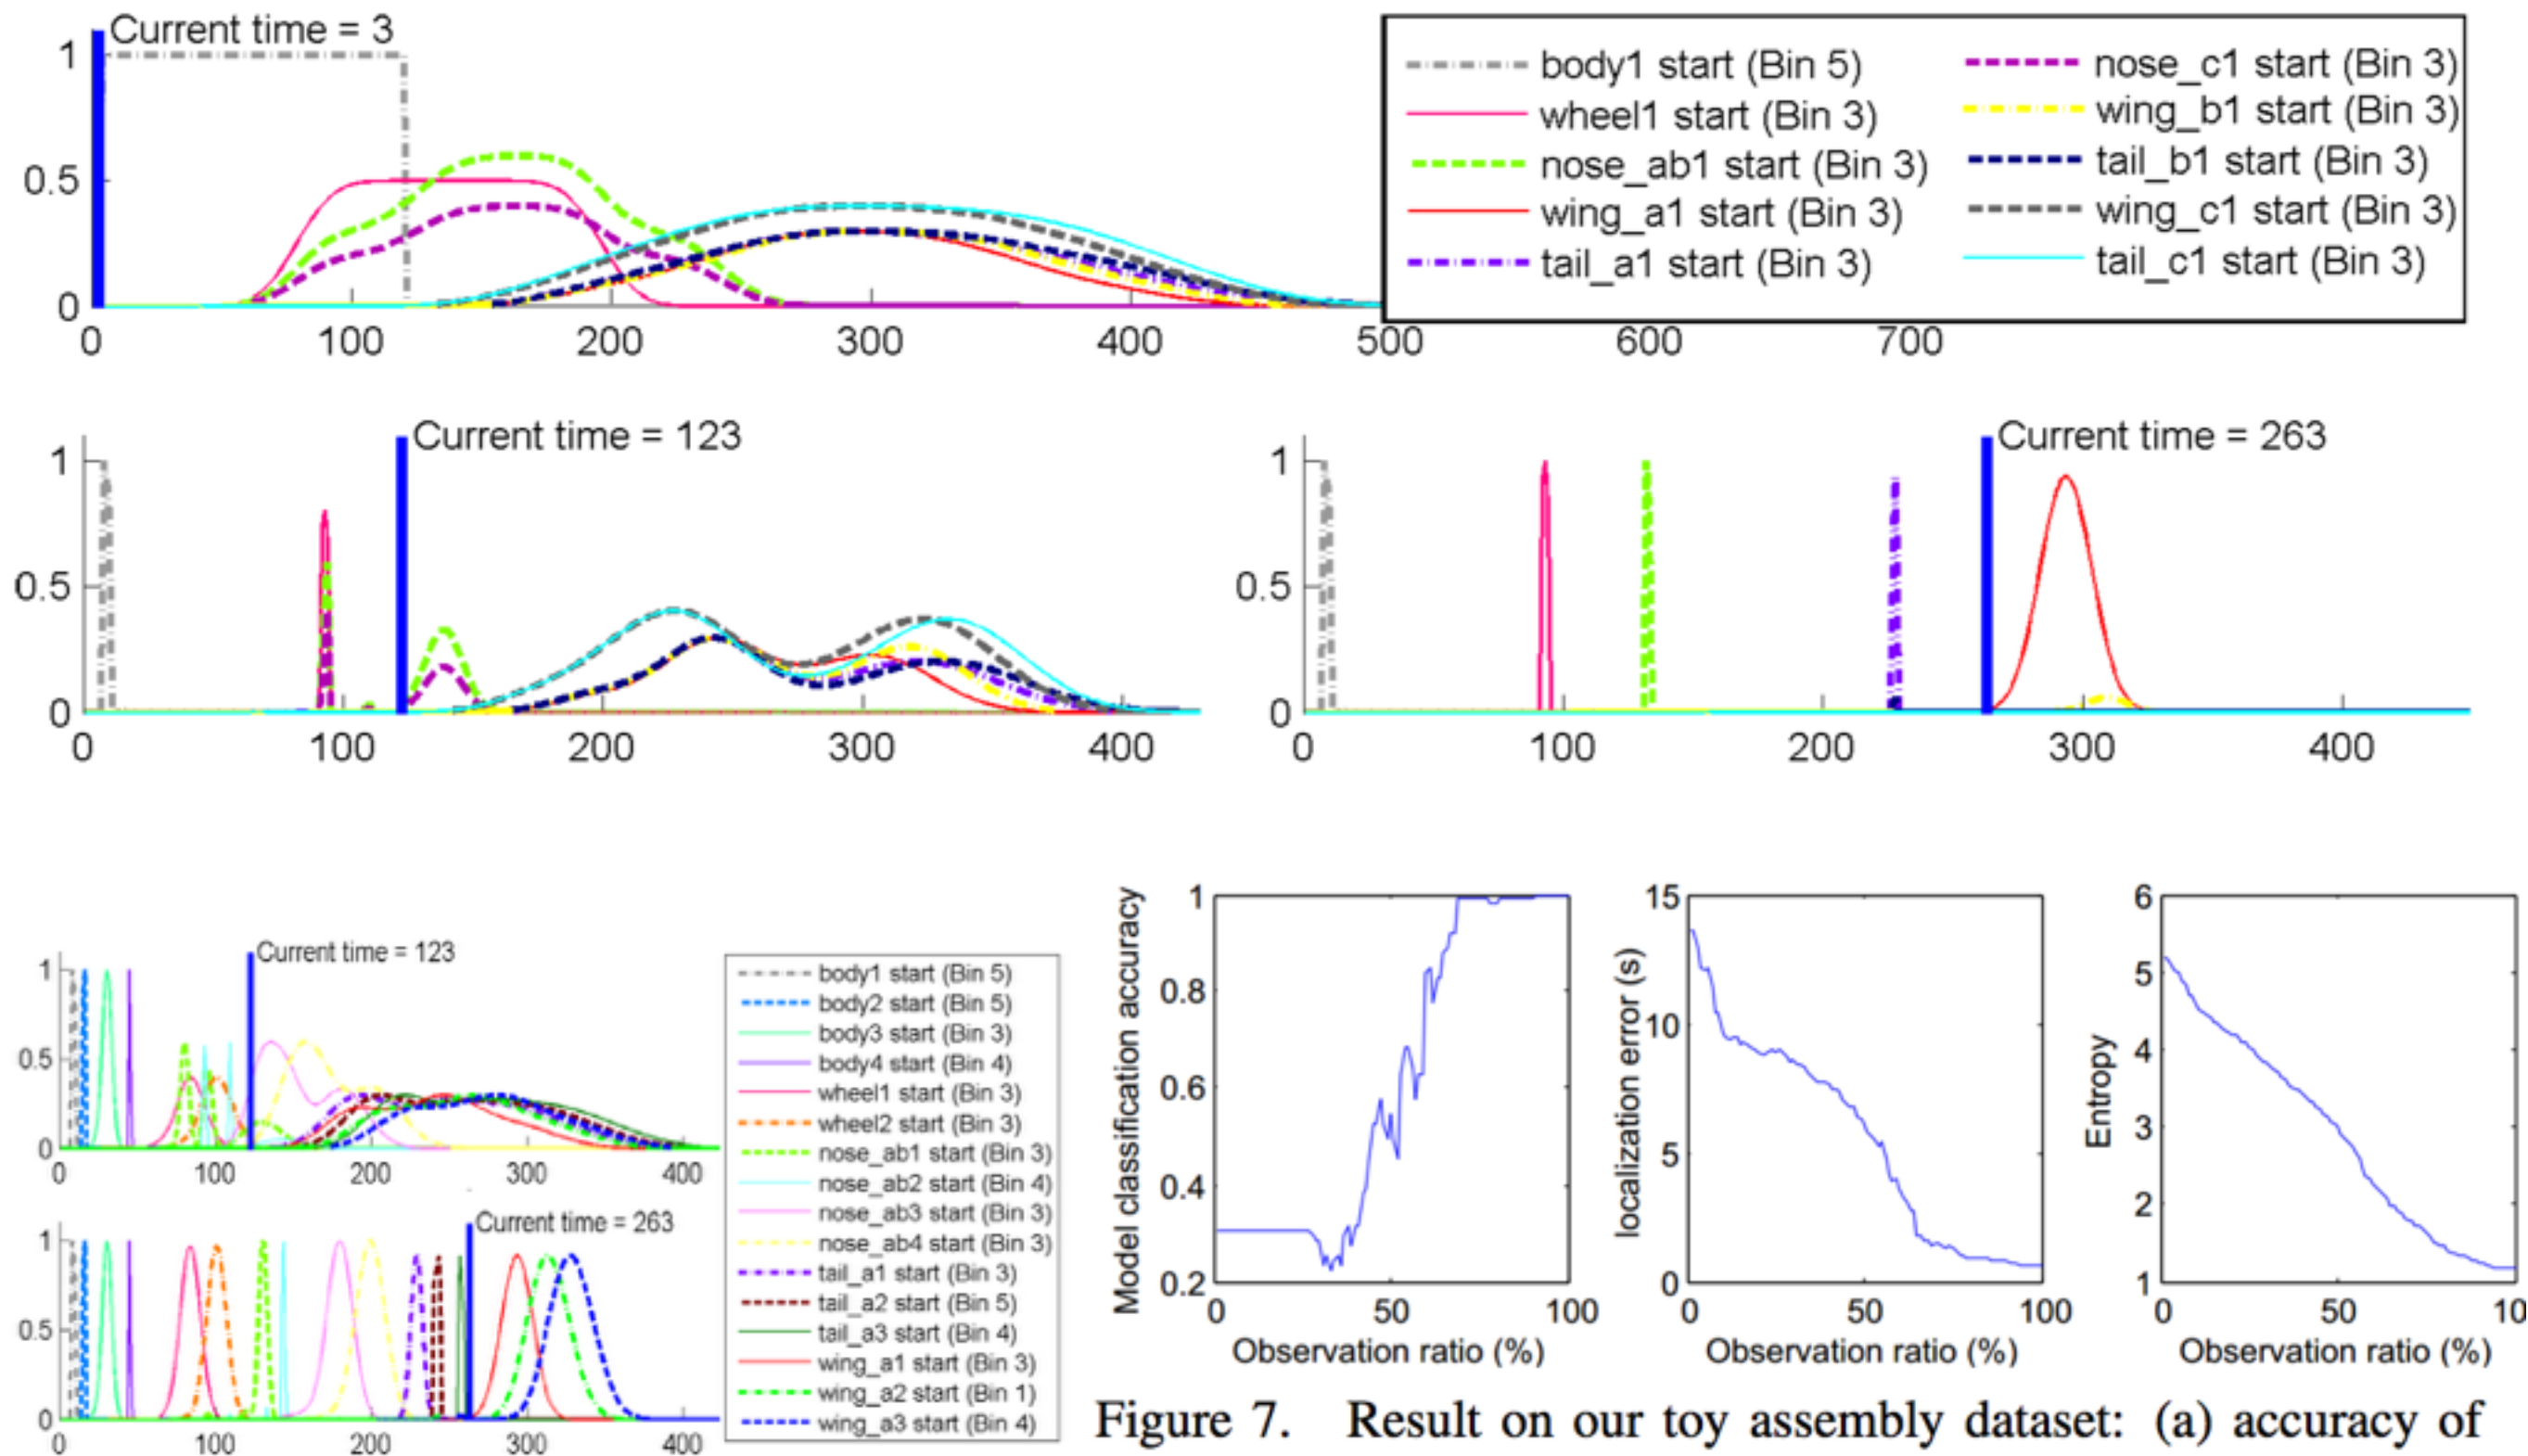 Current time = 3
1
0.5
0
0 100 200 300 400 500 600 700
body1 start (Bin 5)
wheel1 start (Bin 3)
nose_ab1 start (Bin 3)
wing_a1 start (Bin 3)
tail_a1 start (Bin 3)
nose_c1 start (Bin 3)
wing_b1 start (Bin 3)
tail_b1 start (Bin 3)
wing_c1 start (Bin 3)
tail_c1 start (Bin 3)
Current time = 123
1
0.5
0
0 100 200 300 400
Current time = 263
1
0.5
0
0 100 200 300 400
Current time = 123
1
0.5
0
0 100 200 300 400
Current time = 263
1
0.5
0
0 100 200 300 400
body1 start (Bin 5)
body2 start (Bin 5)
body3 start (Bin 3)
body4 start (Bin 4)
wheel1 start (Bin 3)
wheel2 start (Bin 3)
nose_ab1 start (Bin 3)
nose_ab2 start (Bin 4)
nose_ab3 start (Bin 3)
nose_ab4 start (Bin 3)
tail_a1 start (Bin 3)
tail_a2 start (Bin 5)
tail_a3 start (Bin 4)
wing_a1 start (Bin 3)
wing_a2 start (Bin 1)
wing_a3 start (Bin 4)
Model classification accuracy
1
0.8
0.6
0.4
0.2
0 50 100
Observation ratio (%)
localization error (s)
15
10
5
0
0 50 100
Observation ratio (%)
Entropy
6
5
4
3
2
1
0 50 10
Observation ratio (%)
Figure 7. Result on our toy assembly dataset: (a) accuracy of